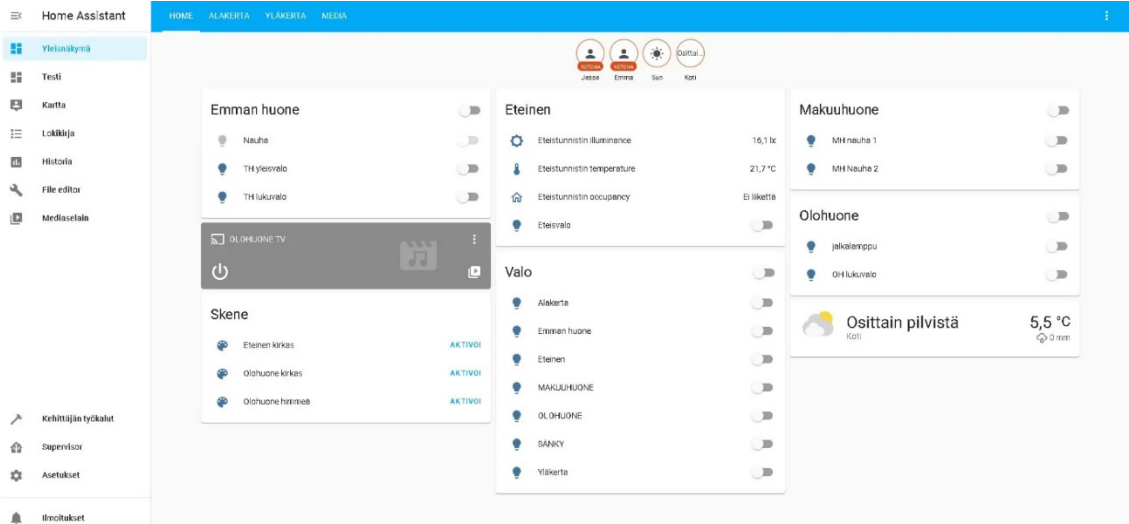 Home Assistant
HOME ALAKERTA YLÄKERTA MEDIA
Yleisnäkymä
Testi
Kartta
Lokikirja
Historia
File editor
Mediaselain
Kehittäjän työkalut
Supervisor
Asetukset
Ilmoitukset
Osittai...
KOTONA KOTONA
Jesse Emma Sun Koti
Emman huone
Nauha
TH yleisvalo
TH lukuvalo
OLOHUONE TV
Skene
Eteinen kirkas AKTIVOI
Olohuone kirkas AKTIVOI
Olohuone himmeä AKTIVOI
Eteinen
Eteistunnistin illuminance 16,1 lx
Eteistunnistin temperature 21,7 °C
Eteistunnistin occupancy Ei liikettä
Eteisvalo
Valo
Alakerta
Emman huone
Eteinen
MAKUUHUONE
OLOHUONE
SÄNKY
Yläkerta
Makuuhuone
MH nauha 1
MH Nauha 2
Olohuone
jalkalamppu
OH lukuvalo
Osittain pilvistä 5,5 °C
Koti 0 mm